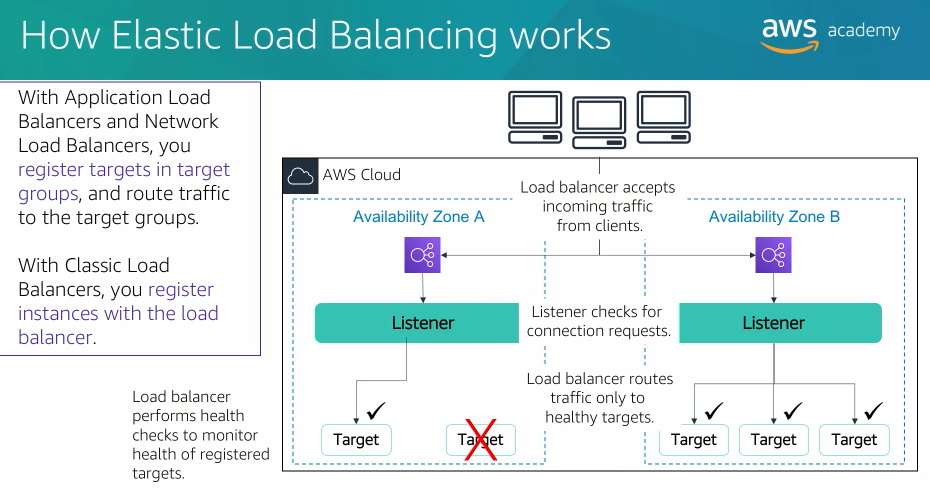 How Elastic Load Balancing works
aws academy
With Application Load
Balancers and Network
Load Balancers, you
register targets in target
groups, and route traffic
to the target groups.
With Classic Load
Balancers, you register
instances with the load
balancer.
AWS Cloud
Load balancer accepts
incoming traffic
from clients.
Availability Zone A
Availability Zone B
Listener
Listener checks for
connection requests.
Listener
Load balancer routes
traffic only to
healthy targets.
Load balancer
performs health
checks to monitor
health of registered
targets.
Target
Target
Target
Target
Target